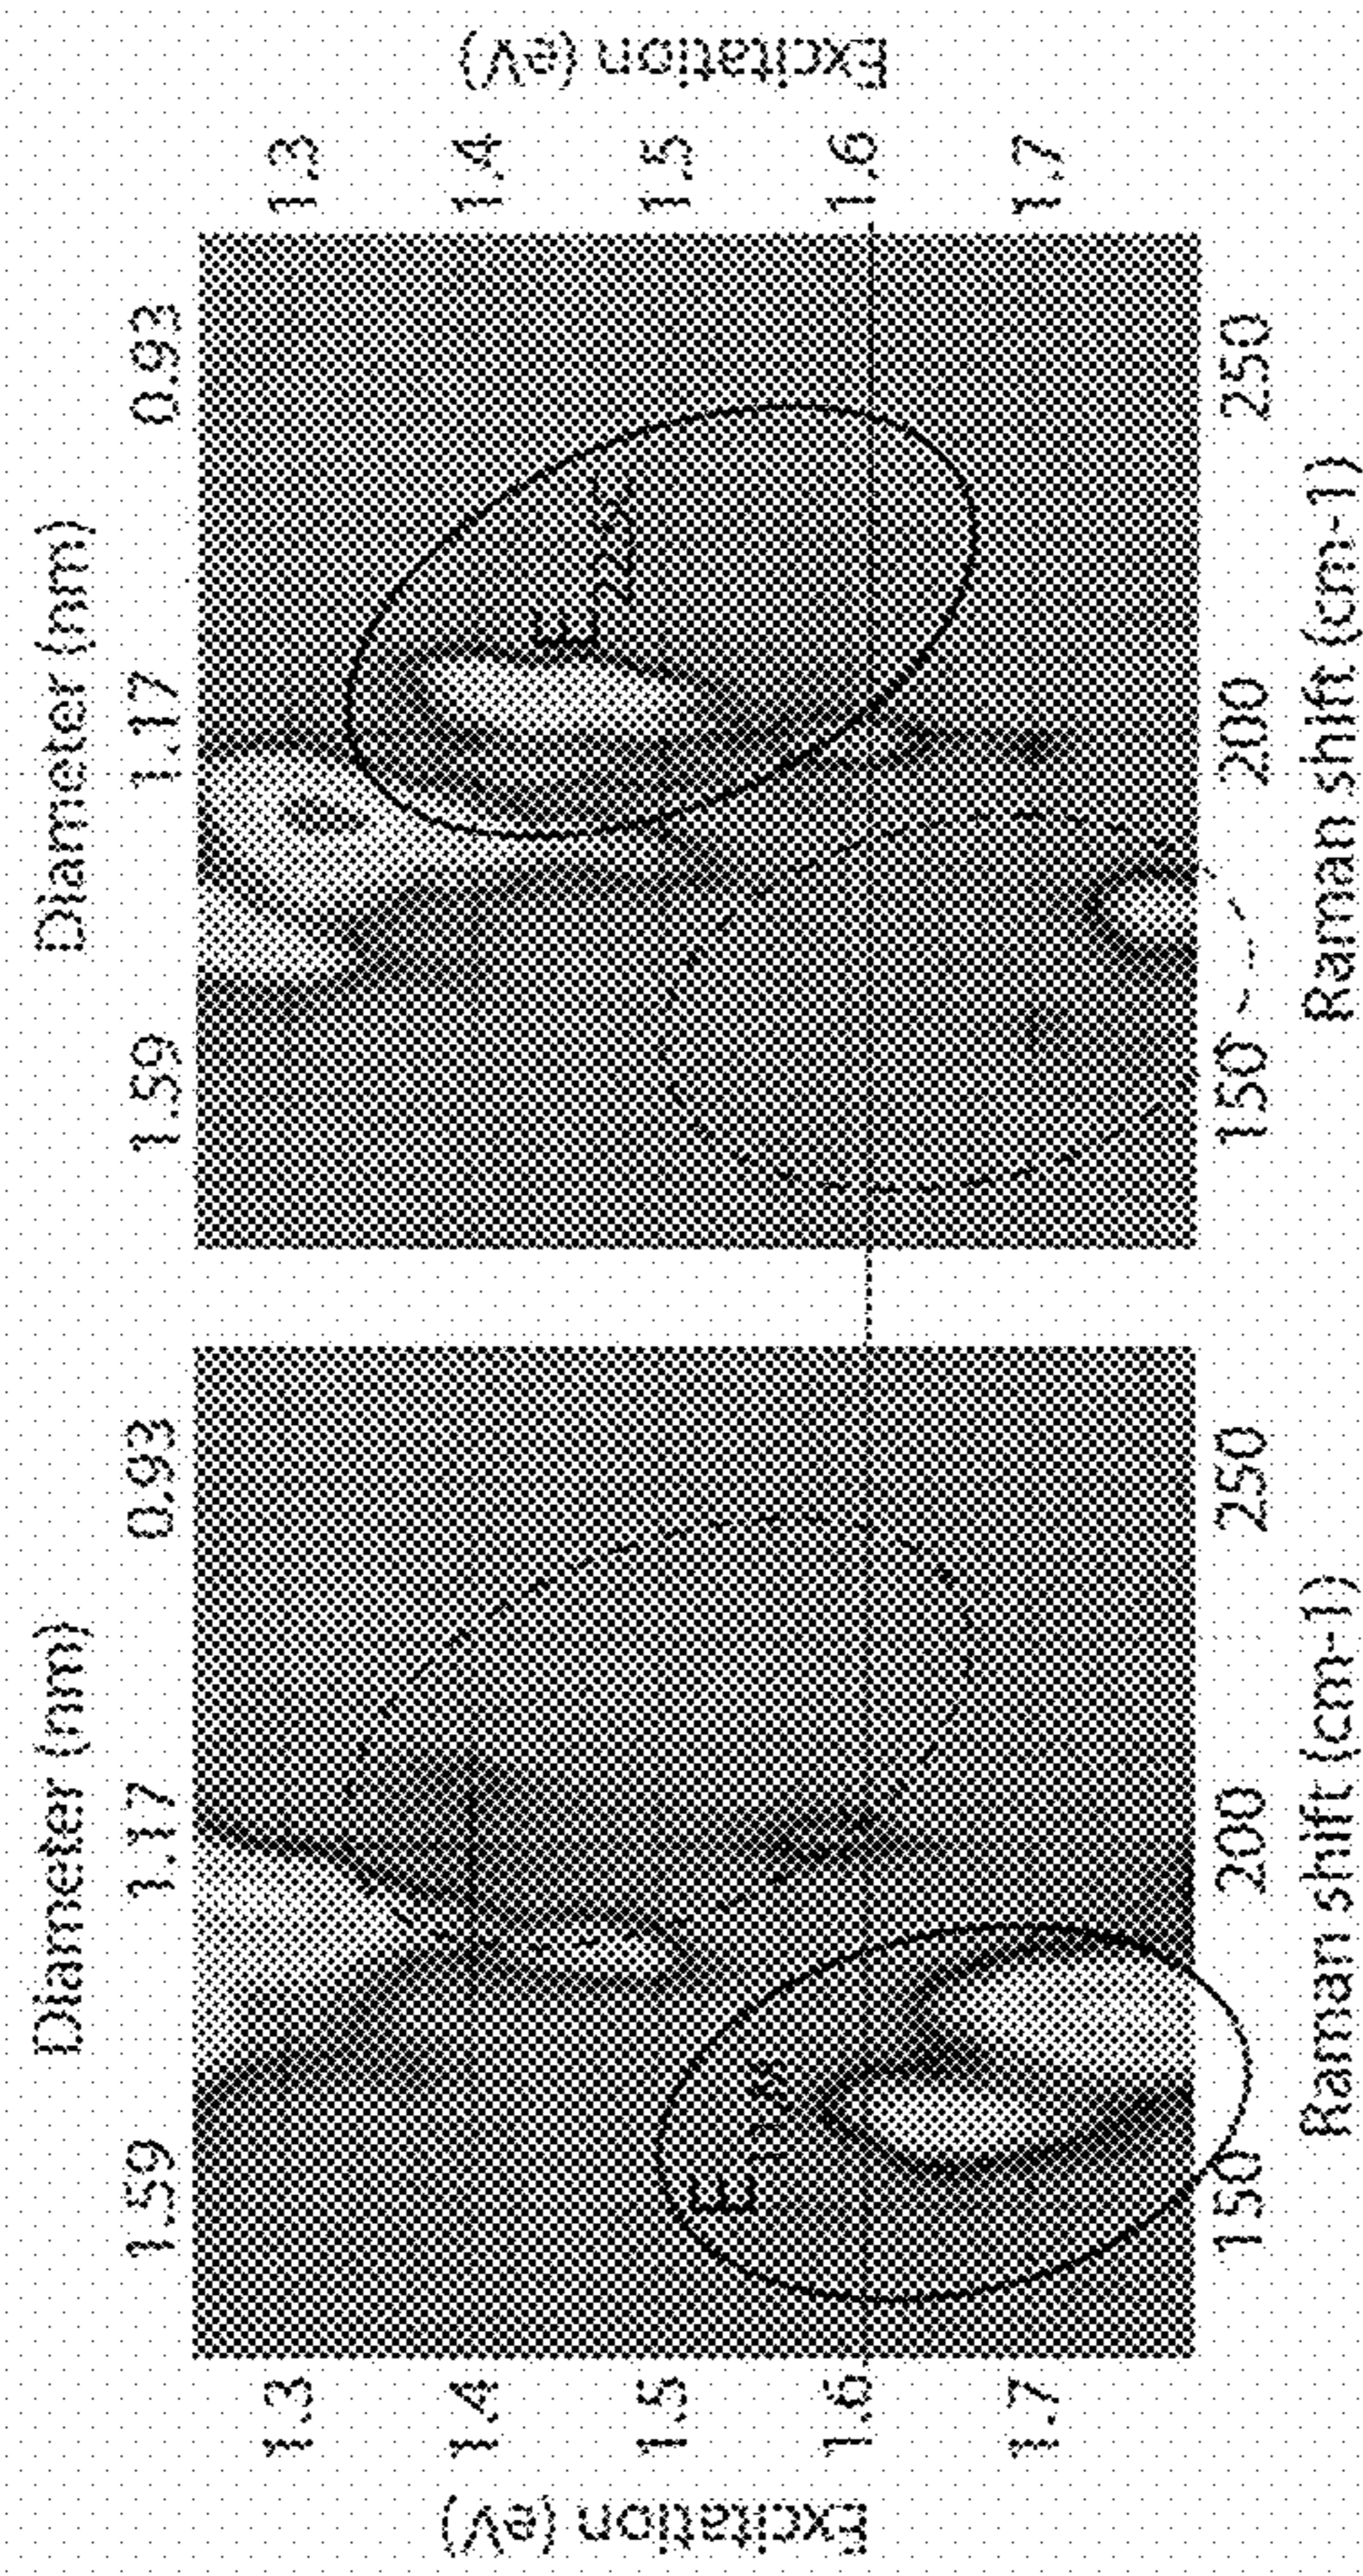 Diameter (nm)
1.59 1.17 0.93
Excitation (eV)
1.3
1.4
1.5
1.6
1.7
150 200 250
Raman shift (cm-1)
Diameter (nm)
1.59 1.17 0.93
E22,SC
1.3
1.4
1.5
1.6
1.7
Excitation (eV)
150 200 250
Raman shift (cm-1)